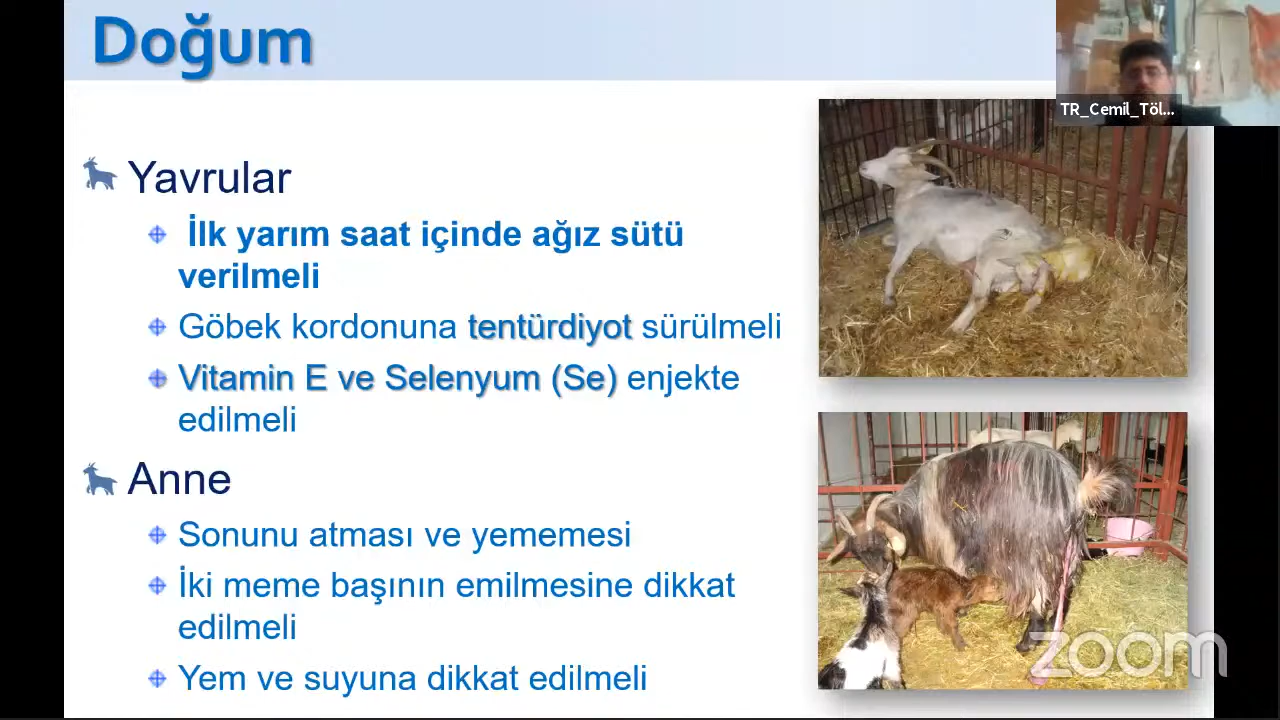 Doğum
TR_Cemil_Töl...
Yavrular
İlk yarım saat içinde ağız sütü
verilmeli
Göbek kordonuna tentürdiyot sürülmeli
Vitamin E ve Selenyum (Se) enjekte
edilmeli
Anne
Sonunu atması ve yememesi
İki meme başının emilmesine dikkat
edilmeli
Yem ve suyuna dikkat edilmeli
zoom